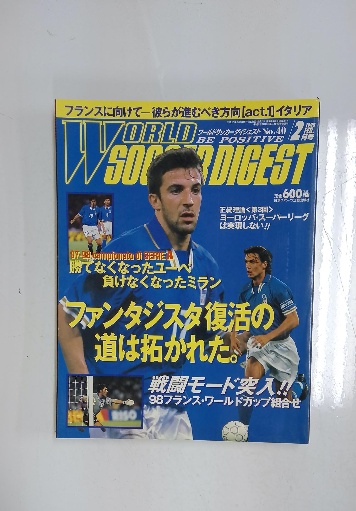 フランスに向けて—彼らが進むべき方向[act.1]イタリア
WORLD
ワールドサッカーダイジェスト No.40
BE POSITIVE
2月号
SOCCER DIGEST
600円
ヨーロッパ・スーパーリーグ
は実現しない!!
97-98 campionato di SERIE A
勝てなくなったユーベ
負けなくなったミラン
ファンタジスタ復活の
道は拓かれた。
戦闘モード突入!!
98フランス・ワールドカップ組合せ